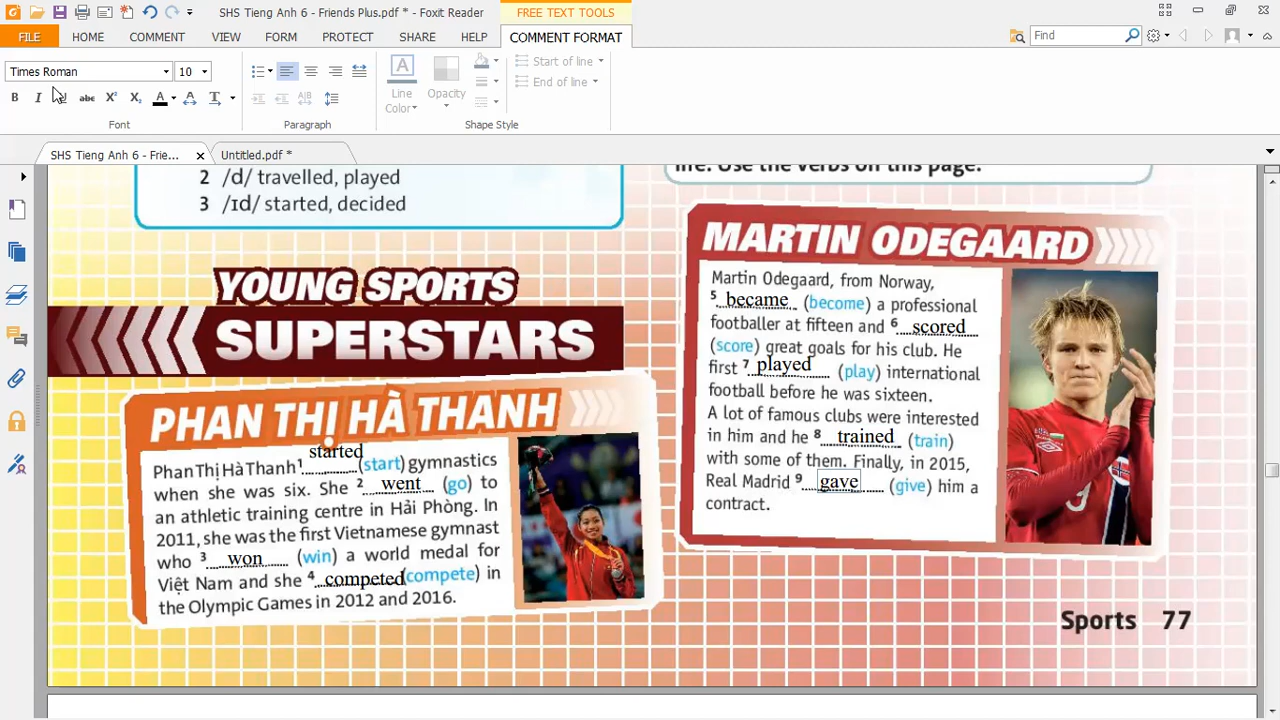 SHS Tieng Anh 6 - Friends Plus.pdf * - Foxit Reader
FREE TEXT TOOLS
FILE HOME COMMENT VIEW FORM PROTECT SHARE HELP COMMENT FORMAT
Find
Times Roman 10
B I U abc X² X₂ A A T
Font
Paragraph
Line Color
Opacity
Start of line
End of line
Shape Style
SHS Tieng Anh 6 - Frie... x Untitled.pdf *
2 /d/ travelled, played
3 /ɪd/ started, decided
life. Use the verbs on this page.
YOUNG SPORTS
SUPERSTARS
PHAN THỊ HÀ THANH
Phan Thị Hà Thanh ¹ started (start) gymnastics
when she was six. She ² went (go) to
an athletic training centre in Hải Phòng. In
2011, she was the first Vietnamese gymnast
who ³ won (win) a world medal for
Việt Nam and she ⁴ competed (compete) in
the Olympic Games in 2012 and 2016.
MARTIN ODEGAARD
Martin Odegaard, from Norway,
⁵ became (become) a professional
footballer at fifteen and ⁶ scored
(score) great goals for his club. He
first ⁷ played (play) international
football before he was sixteen.
A lot of famous clubs were interested
in him and he ⁸ trained (train)
with some of them. Finally, in 2015,
Real Madrid ⁹ gave (give) him a
contract.
Sports 77